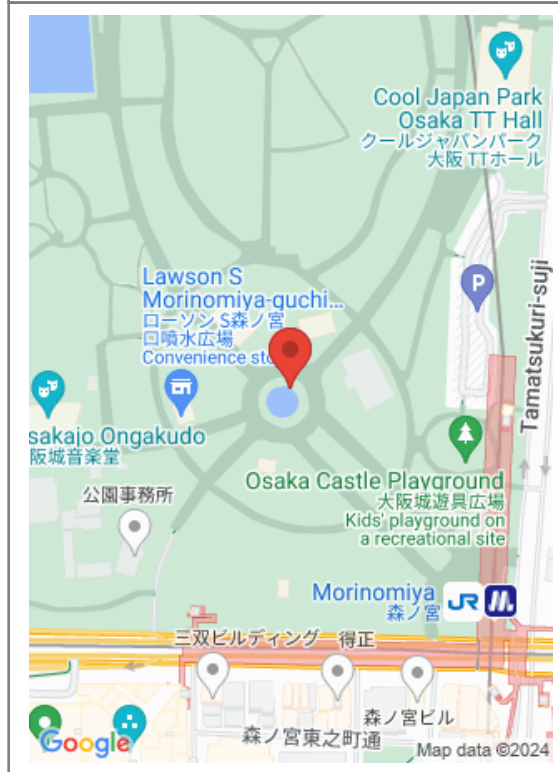 Cool Japan Park
Osaka TT Hall
クールジャパンパーク
大阪 TTホール
Lawson S
Morinomiya-guchi...
ローソン S森ノ宮
口噴水広場
Convenience sto
P
Tamatsukuri-suji
sakajo Ongakudo
阪城音楽堂
公園事務所
Osaka Castle Playground
大阪城遊具広場
Kids' playground on
a recreational site
Morinomiya
森ノ宮
JR
三双ビルディング
得正
森ノ宮ビル
森ノ宮東之町通
Google
Map data ©2024